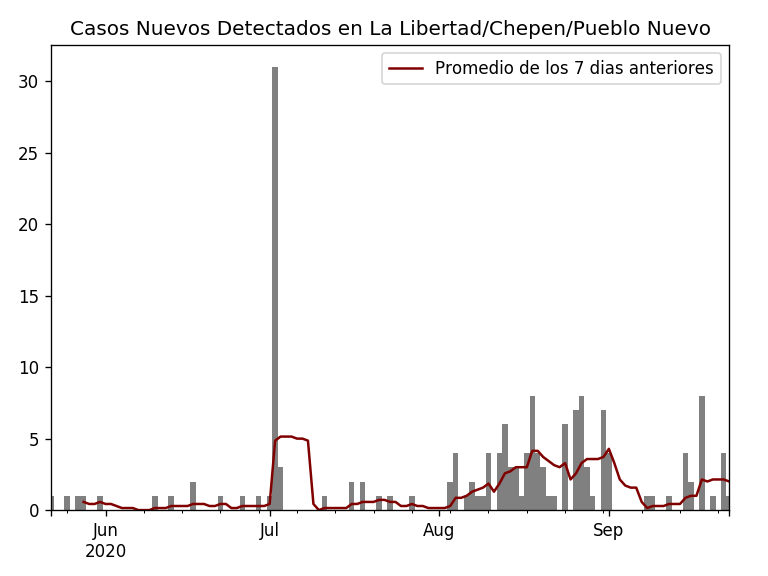 Casos Nuevos Detectados en La Libertad/Chepen/Pueblo Nuevo
Promedio de los 7 dias anteriores
30
25
20
15
10
5
0
Jun
2020
Jul
Aug
Sep